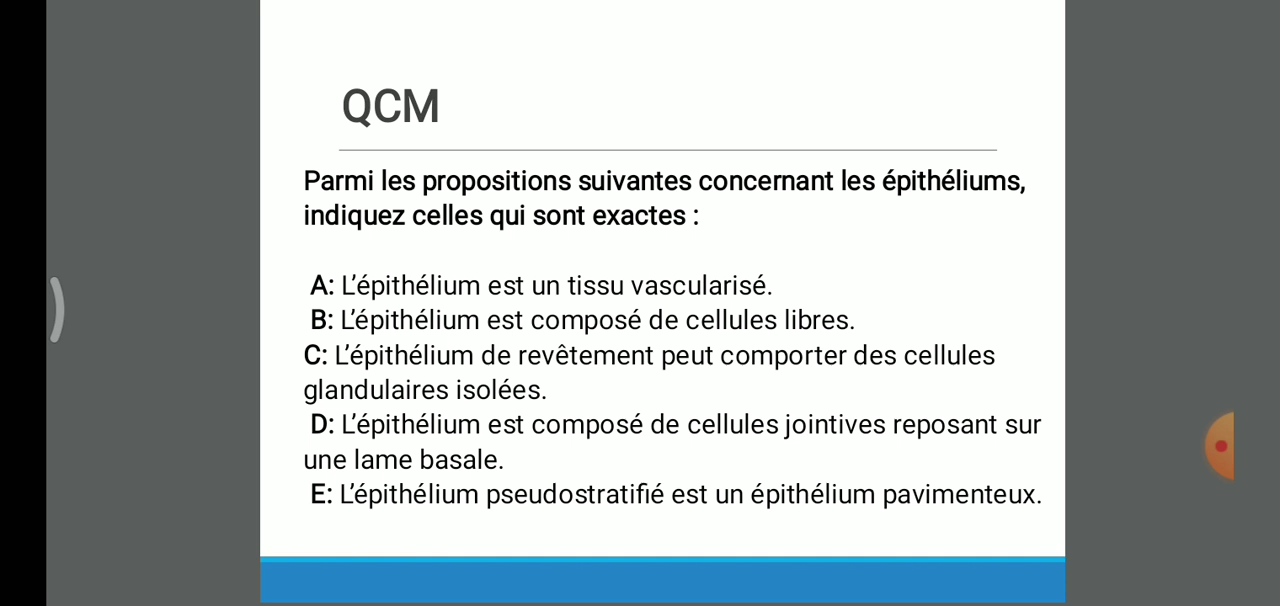 QCM
Parmi les propositions suivantes concernant les épithéliums,
indiquez celles qui sont exactes :
A: L’épithélium est un tissu vascularisé.
B: L’épithélium est composé de cellules libres.
C: L’épithélium de revêtement peut comporter des cellules
glandulaires isolées.
D: L’épithélium est composé de cellules jointives reposant sur
une lame basale.
E: L’épithélium pseudostratifié est un épithélium pavimenteux.